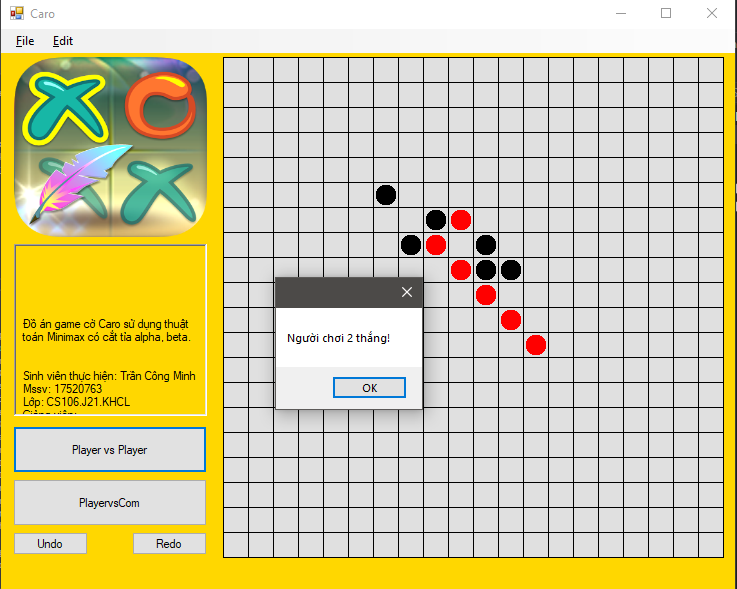 Caro
File Edit
Đồ án game cờ Caro sử dụng thuật
toán Minimax có cắt tỉa alpha, beta.
Sinh viên thực hiện: Trần Công Minh
Mssv: 17520763
Lớp: CS106.J21.KHCL
Giảng viên:
Player vs Player
PlayervsCom
Undo Redo
Người chơi 2 thắng!
OK